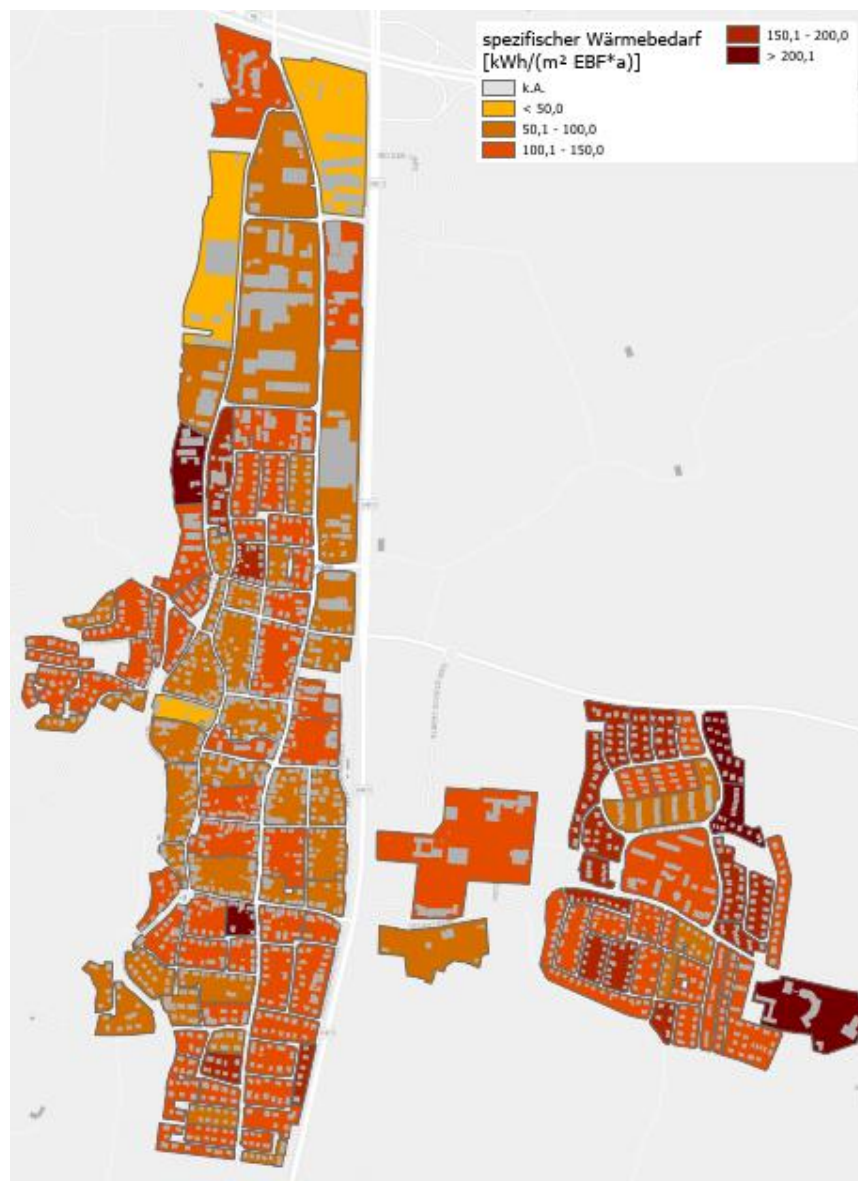 spezifischer Wärmebedarf
[kWh/(m² EBF*a)]
k.A.
< 50,0
50,1 - 100,0
100,1 - 150,0
150,1 - 200,0
> 200,1